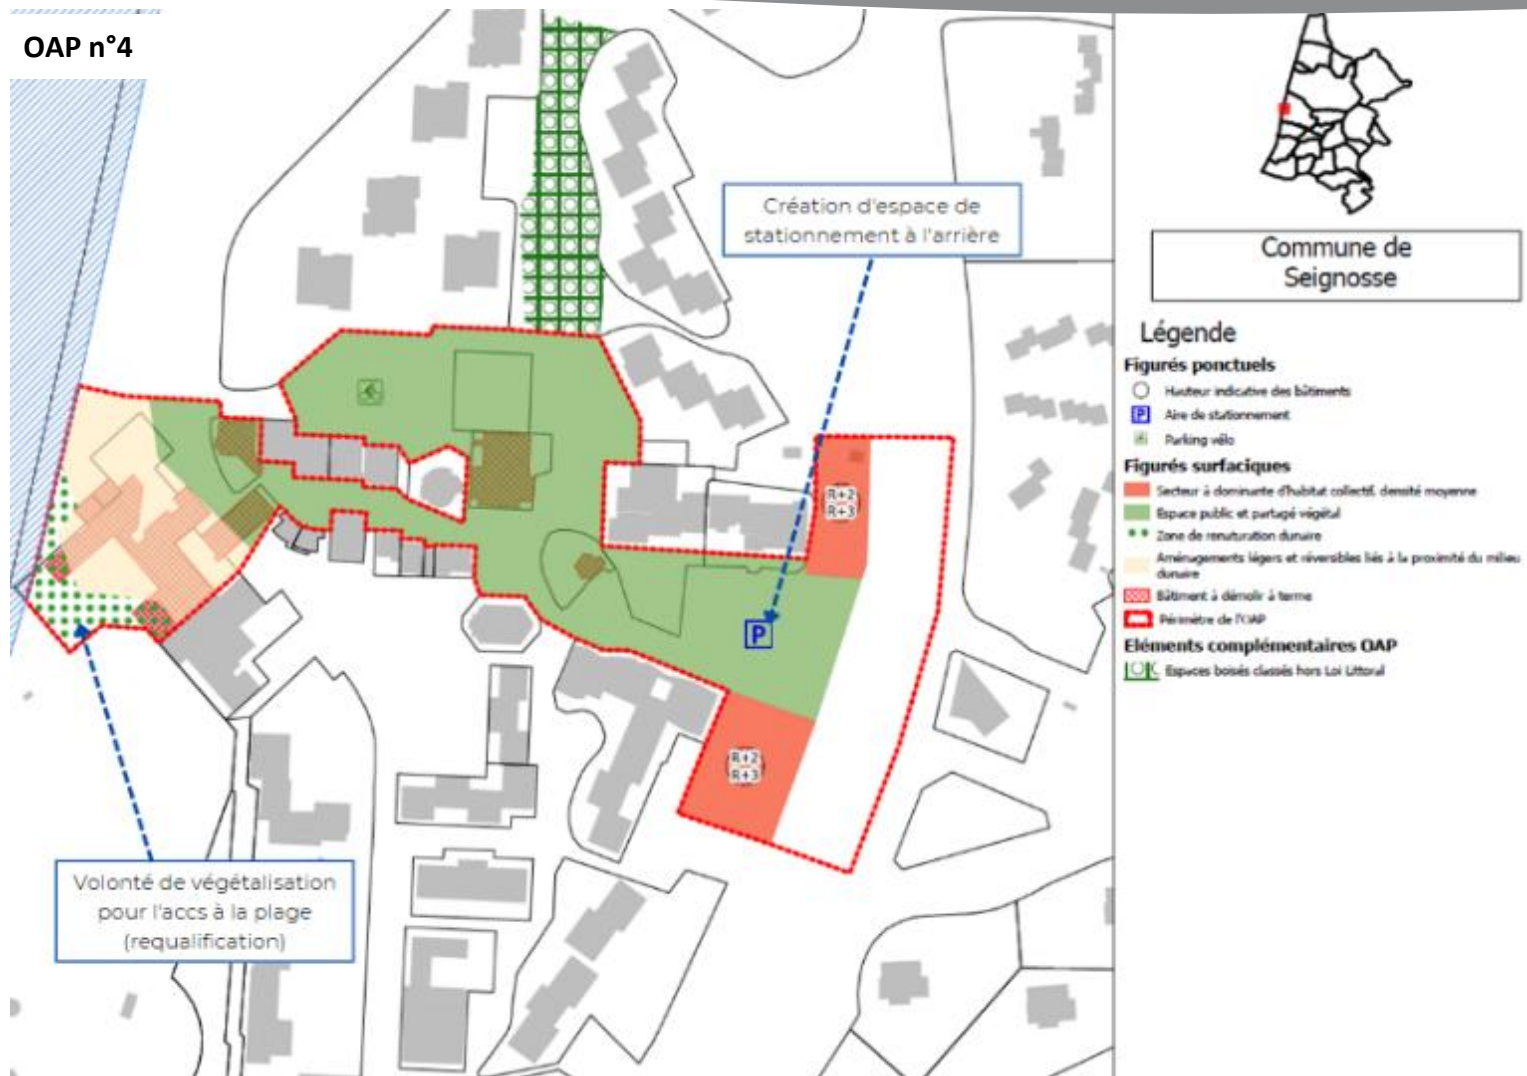 OAP n°4
Création d'espace de
stationnement à l'arrière
R+2
R+3
P
R+2
R+3
Volonté de végétalisation
pour l'accs à la plage
(requalification)
Commune de
Seignosse
Légende
Figurés ponctuels
Hauteur indicative des bâtiments
P Aire de stationnement
Parking vélo
Figurés surfaciques
Secteur à dominante d'habitat collectif, densité moyenne
Espace public et partagé végétal
Zone de renaturation dunaire
Aménagements légers et réversibles liés à la proximité du milieu
dunaire
Bâtiment à démolir à terme
Périmètre de l'OAP
Eléments complémentaires OAP
Espaces boisés classés hors Loi Littoral